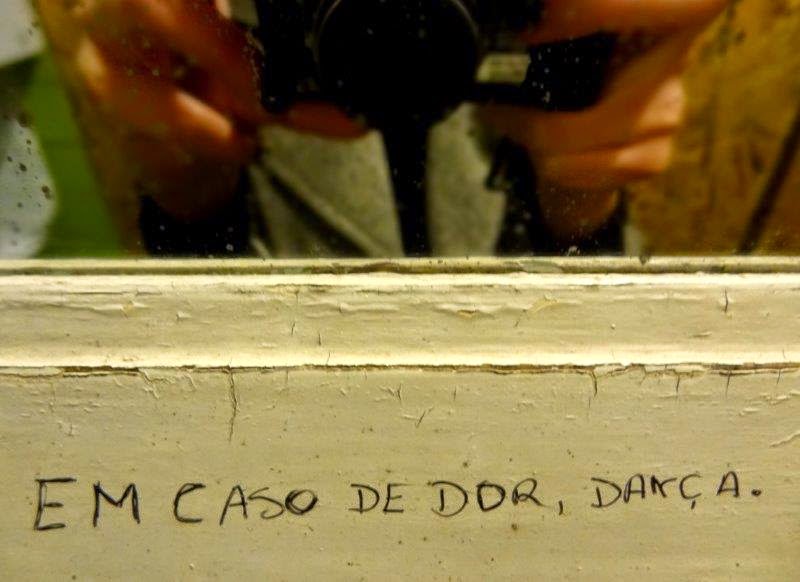 EM CASO DE DOR, DANÇA.